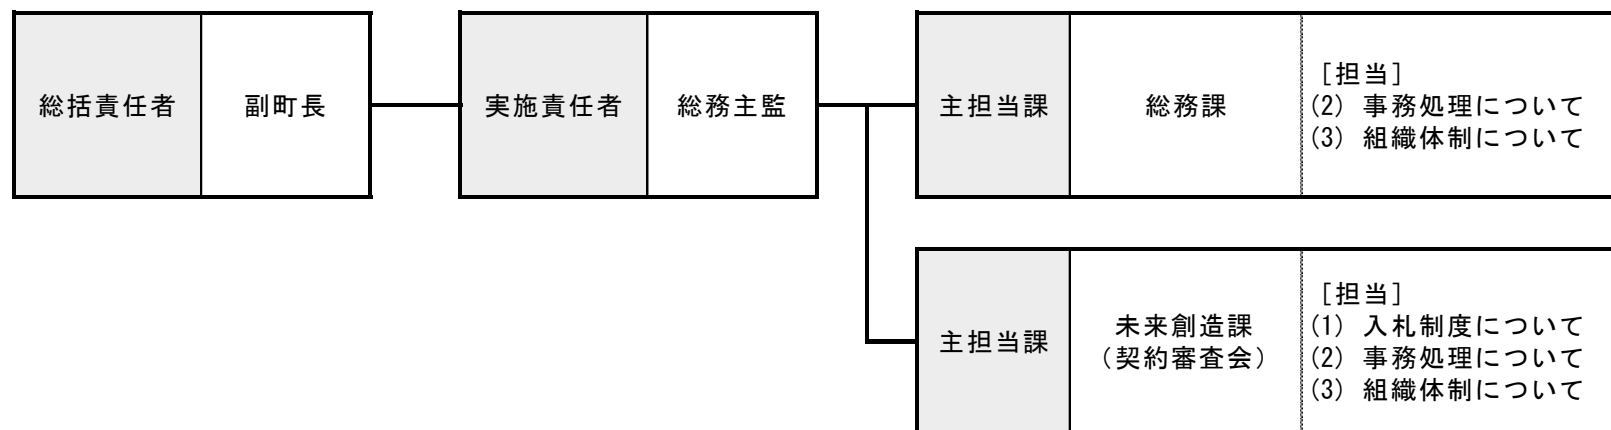 総括責任者
副町長
実施責任者
総務主監
主担当課
総務課
［担当］
(2) 事務処理について
(3) 組織体制について
主担当課
未来創造課
（契約審査会）
［担当］
(1) 入札制度について
(2) 事務処理について
(3) 組織体制について